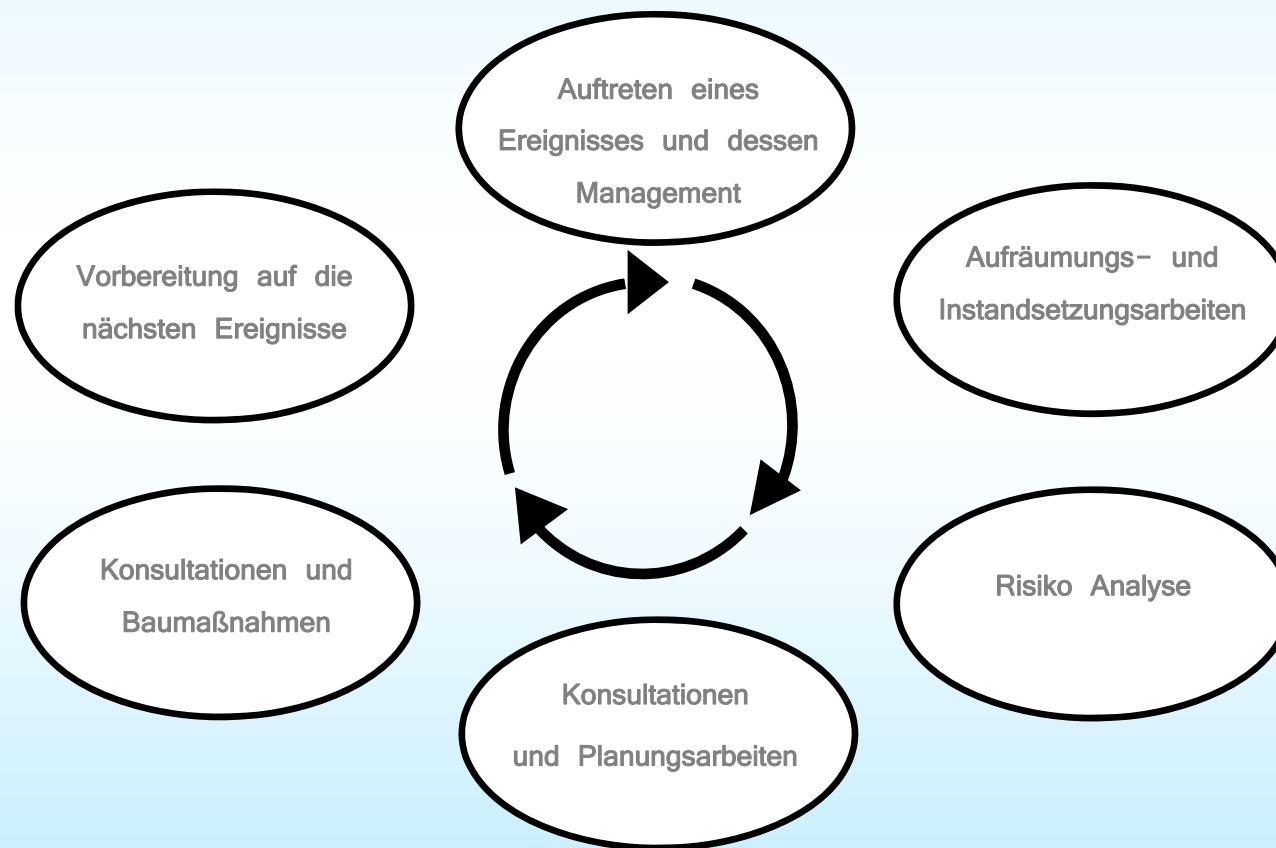 Auftreten eines
Ereignisses und dessen
Management
Aufräumungs- und
Instandsetzungsarbeiten
Risiko Analyse
Konsultationen
und Planungsarbeiten
Konsultationen und
Baumaßnahmen
Vorbereitung auf die
nächsten Ereignisse